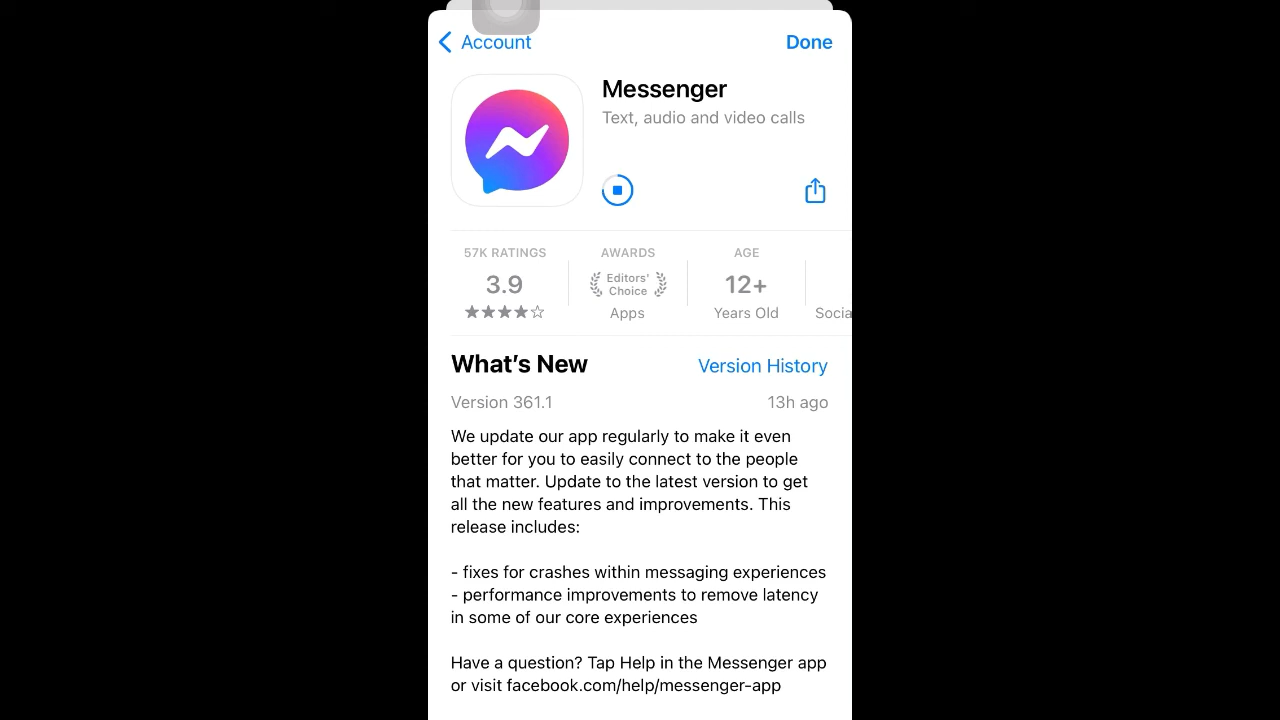 Account
Done
Messenger
Text, audio and video calls
57K RATINGS
3.9
AWARDS
Editors'
Choice
Apps
AGE
12+
Years Old
Socia
What's New
Version History
Version 361.1
13h ago
We update our app regularly to make it even
better for you to easily connect to the people
that matter. Update to the latest version to get
all the new features and improvements. This
release includes:
- fixes for crashes within messaging experiences
- performance improvements to remove latency
in some of our core experiences
Have a question? Tap Help in the Messenger app
or visit facebook.com/help/messenger-app